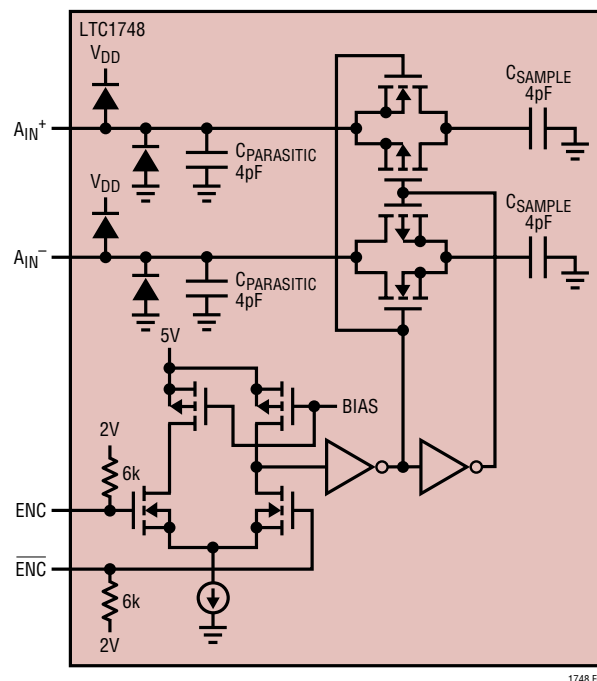 LTC1748
VDD
AIN+
CPARASITIC
4pF
CSAMPLE
4pF
VDD
AIN–
CPARASITIC
4pF
CSAMPLE
4pF
5V
BIAS
2V
6k
ENC
ENC
6k
2V